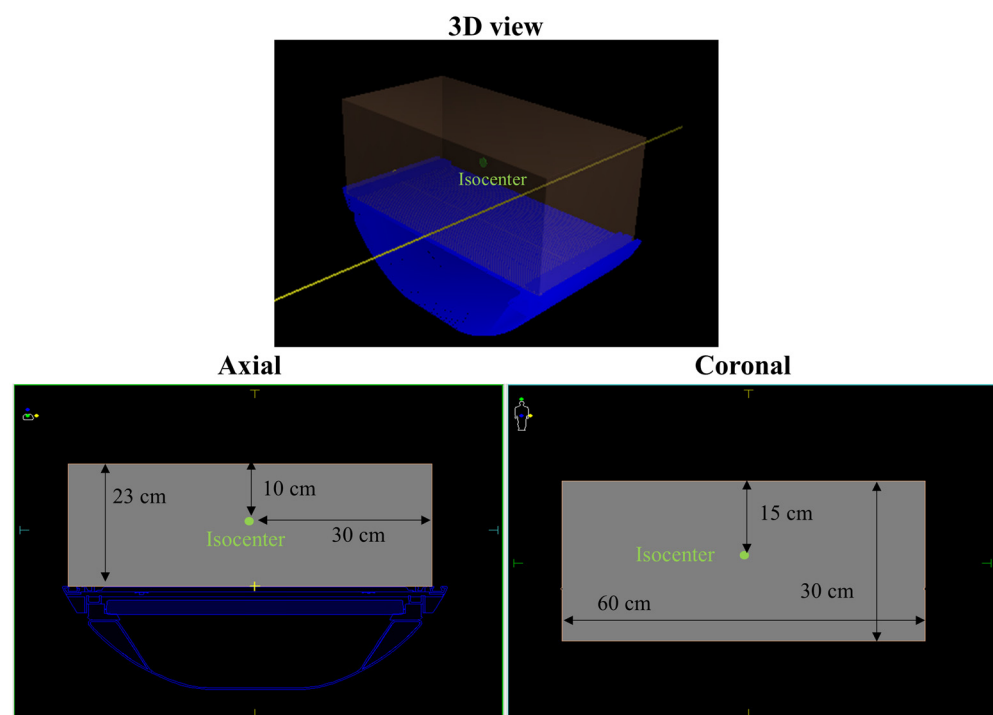 3D view
Isocenter
Axial
Coronal
23 cm
10 cm
Isocenter
30 cm
15 cm
Isocenter
60 cm
30 cm